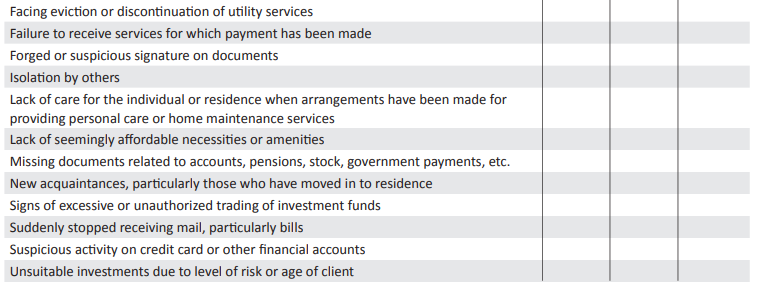 Facing eviction or discontinuation of utility services
Failure to receive services for which payment has been made
Forged or suspicious signature on documents
Isolation by others
Lack of care for the individual or residence when arrangements have been made for
providing personal care or home maintenance services
Lack of seemingly affordable necessities or amenities
Missing documents related to accounts, pensions, stock, government payments, etc.
New acquaintances, particularly those who have moved in to residence
Signs of excessive or unauthorized trading of investment funds
Suddenly stopped receiving mail, particularly bills
Suspicious activity on credit card or other financial accounts
Unsuitable investments due to level of risk or age of client